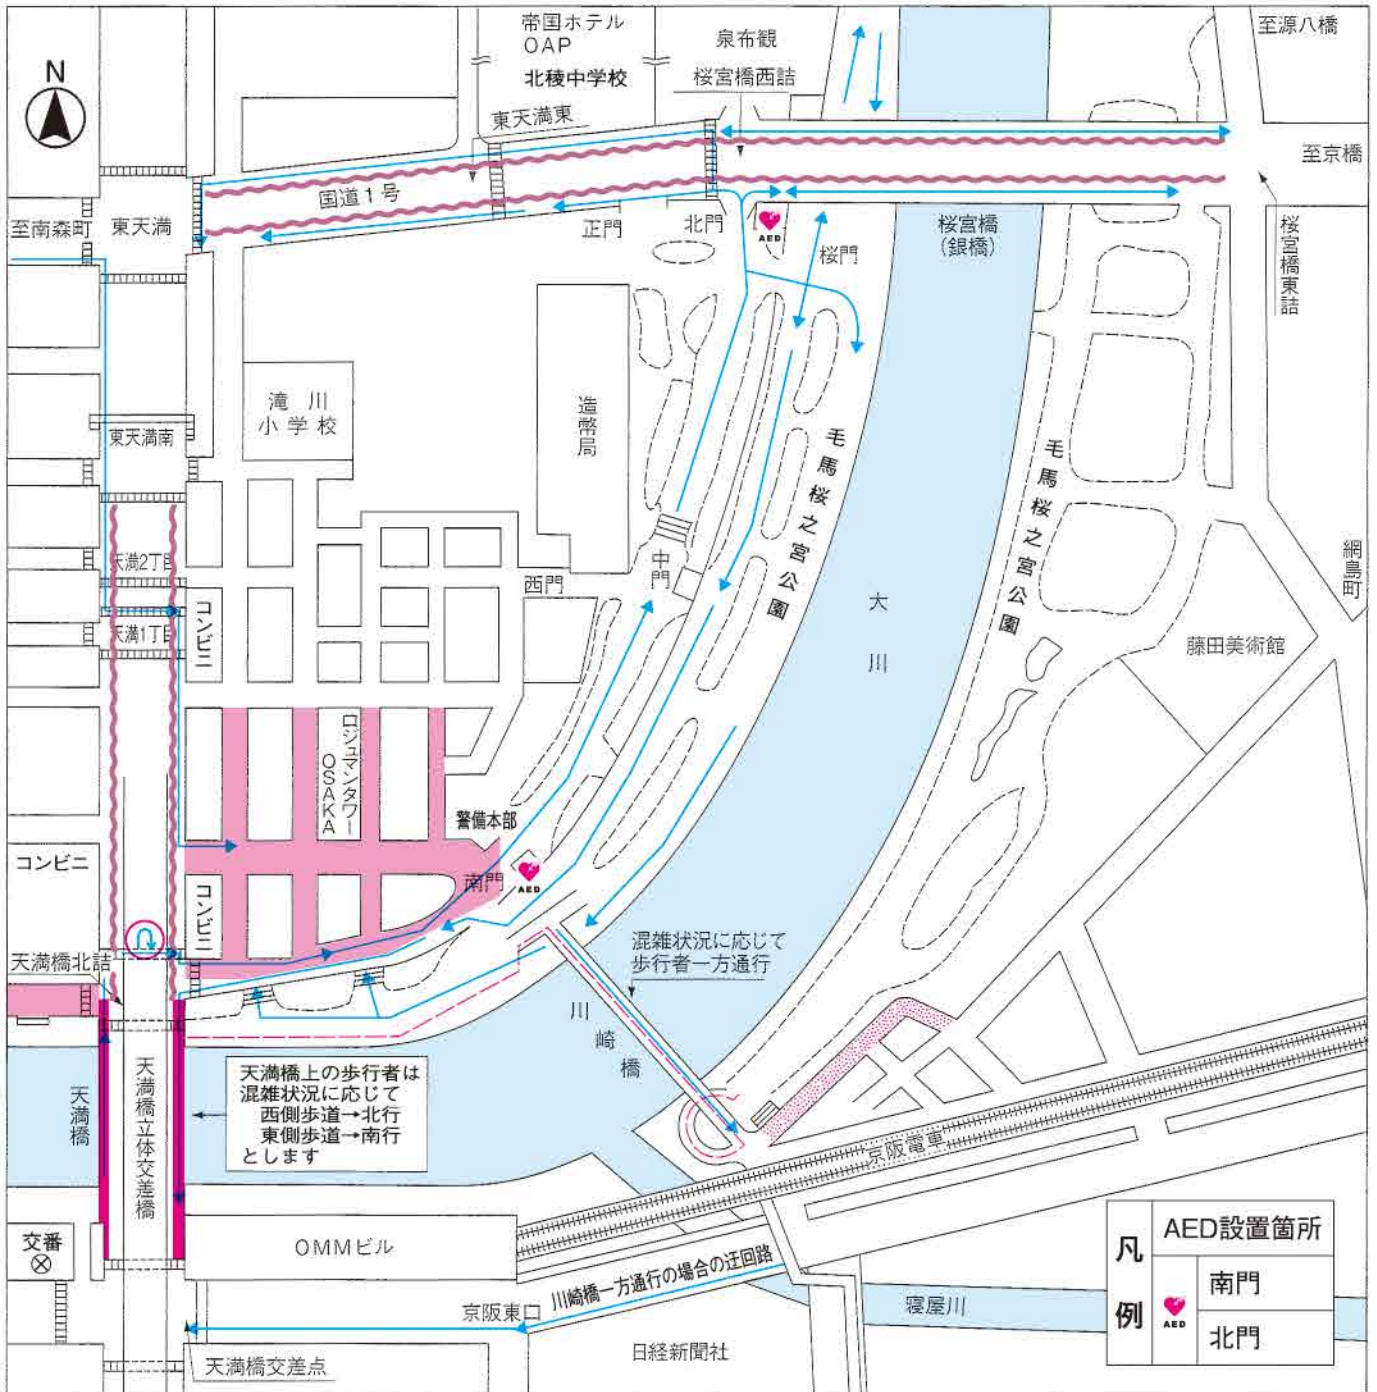 帝国ホテル
OAP
北稜中学校
泉布観
桜宮橋西詰
至源八橋
N
東天満東
至京橋
国道1号
至南森町
東天満
正門
北門
AED
桜門
桜宮橋
(銀橋)
桜宮橋東詰
滝川
小学校
造幣局
東天満南
毛馬桜之宮公園
毛馬桜之宮公園
天満2丁目
中門
西門
網島町
コンビニ
天満1丁目
大川
藤田美術館
ロジュマンタワー
OSAKA
警備本部
コンビニ
南門
AED
コンビニ
混雑状況に応じて
歩行者一方通行
天満橋北詰
川崎橋
天満橋
天満橋立体交差橋
天満橋上の歩行者は
混雑状況に応じて
西側歩道→北行
東側歩道→南行
とします
京阪電車
交番
OMMビル
川崎橋一方通行の場合の迂回路
京阪東口
寝屋川
日経新聞社
天満橋交差点
凡例
AED設置箇所
AED
南門
北門